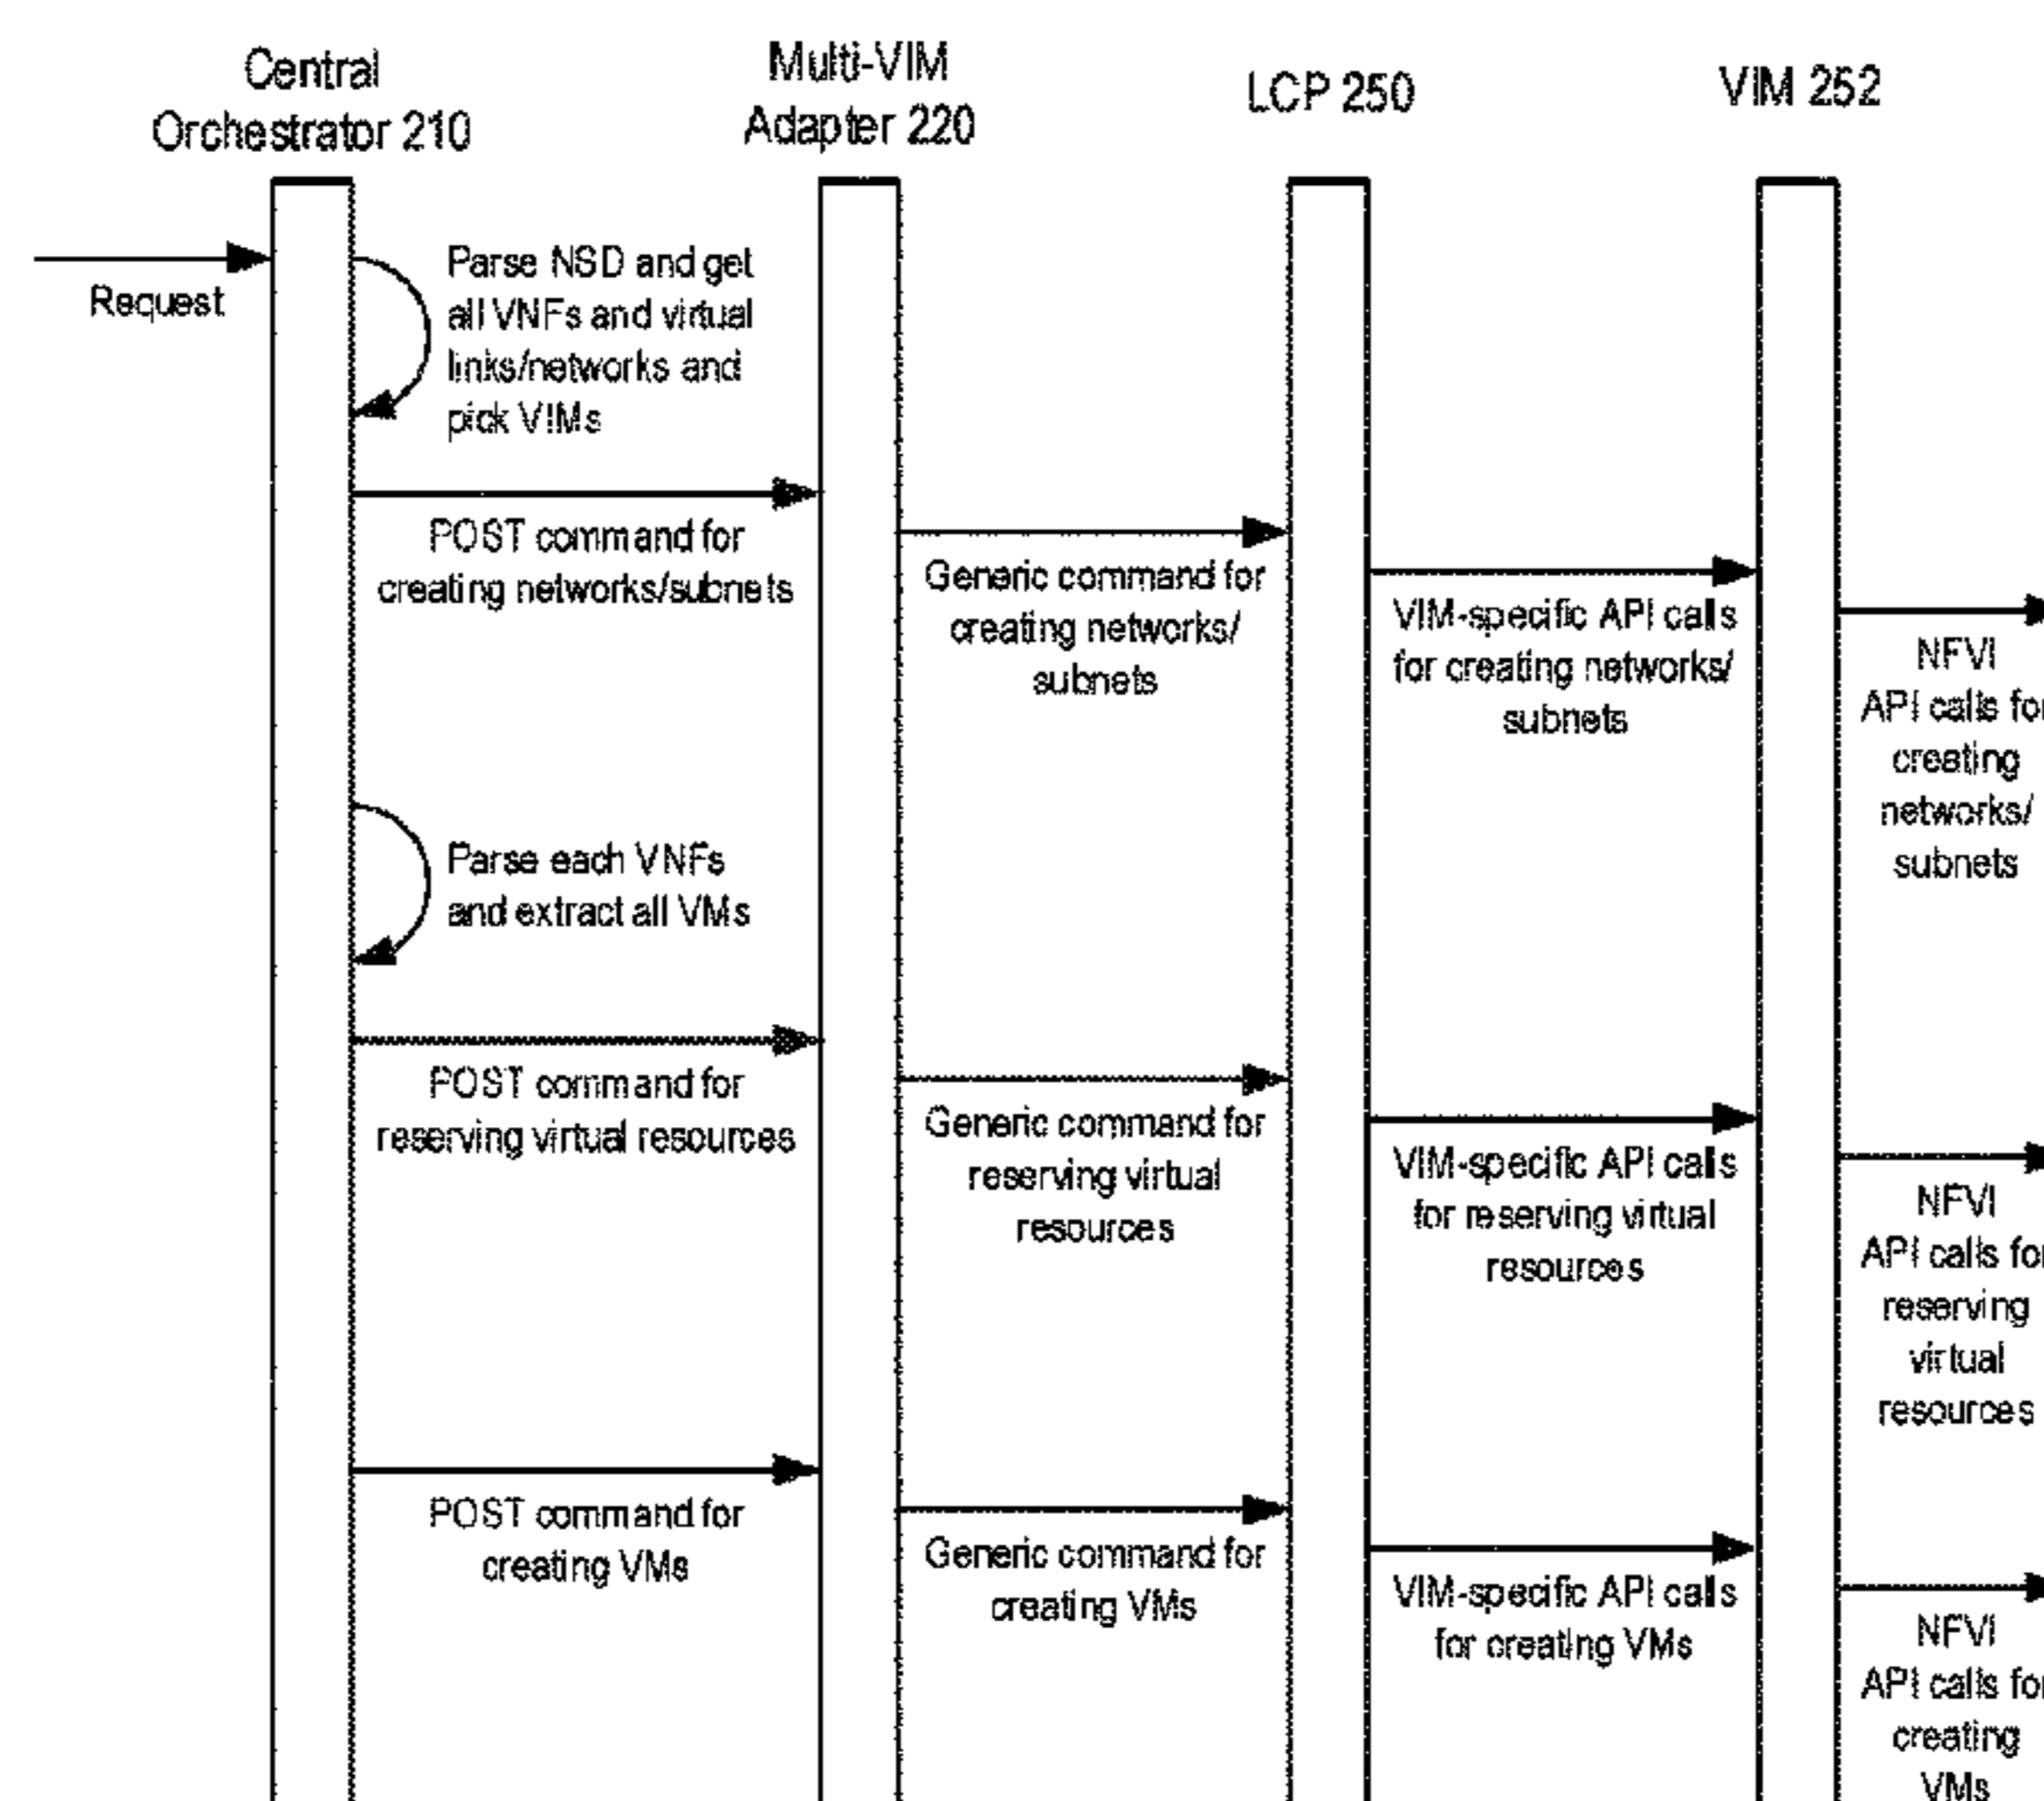 Central
Orchestrator 210
Multi-VIM
Adapter 220
LCP 250
VIM 252
Request
Parse NSD and get
all VNFs and virtual
links/networks and
pick VIMs
POST command for
creating networks/subnets
Generic command for
creating networks/
subnets
VIM-specific API calls
for creating networks/
subnets
NFVI
API calls for
creating
networks/
subnets
Parse each VNFs
and extract all VMs
POST command for
reserving virtual resources
Generic command for
reserving virtual
resources
VIM-specific API calls
for reserving virtual
resources
NFVI
API calls for
reserving
virtual
resources
POST command for
creating VMs
Generic command for
creating VMs
VIM-specific API calls
for creating VMs
NFVI
API calls for
creating
VMs